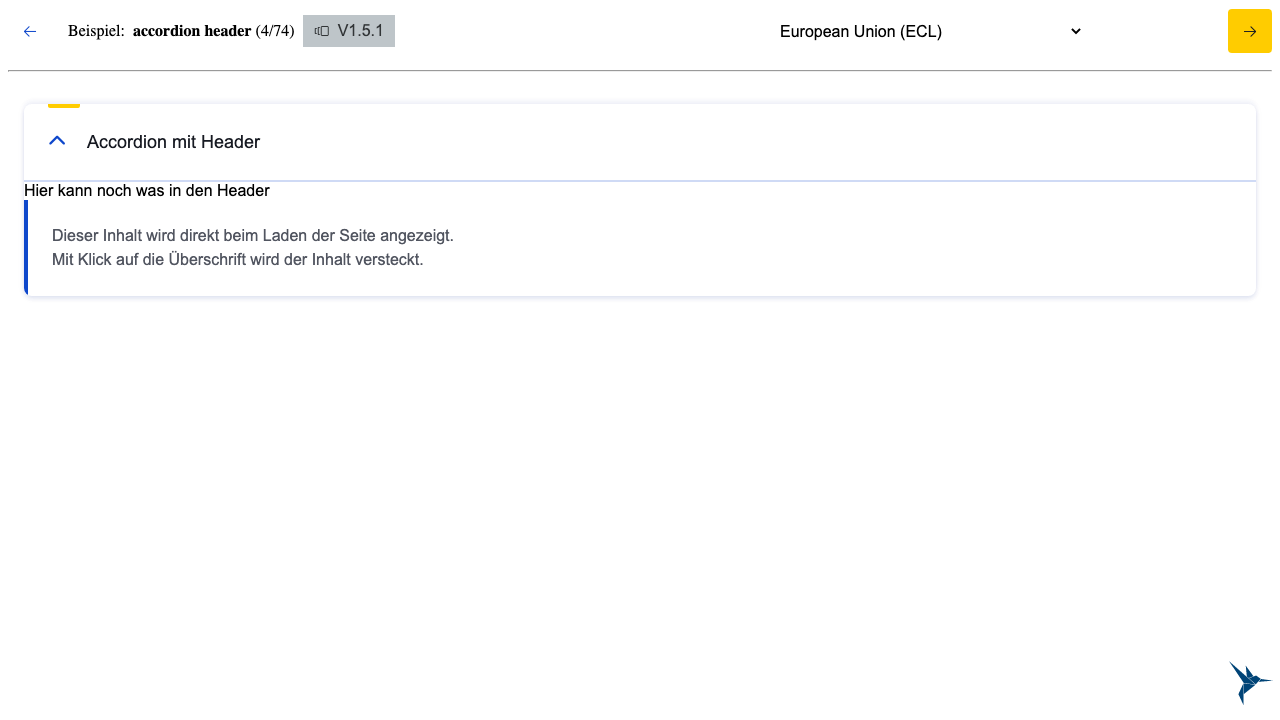 Beispiel: accordion header (4/74) V1.5.1 European Union (ECL)
Accordion mit Header
Hier kann noch was in den Header
Dieser Inhalt wird direkt beim Laden der Seite angezeigt.
Mit Klick auf die Überschrift wird der Inhalt versteckt.